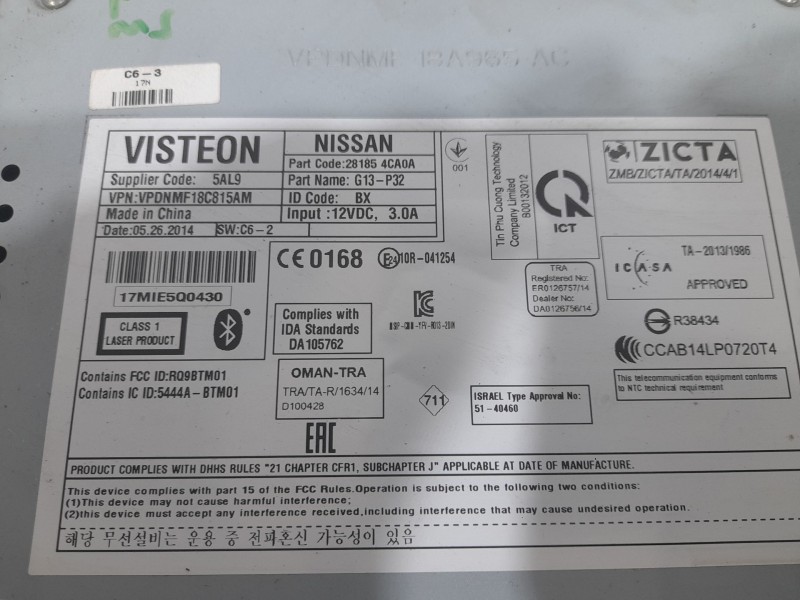 C6-3
17N
VISTEON
NISSAN
Part Code:28185 4CA0A
Supplier Code: 5AL9
Part Name: G13-P32
VPN:VPDNMF18C815AM
ID Code: BX
Made in China
Input :12VDC, 3.0A
Date:05.26.2014 SW:C6-2
001
Tin Phu Cuong Technology
Company Limited
B00132012
ICT
ZICTA
ZMB/ZICTA/TA/2014/4/1
17MIE5Q0430
CE 0168
E24 10R-041254
TRA
Registered No:
ER0126757/14
Dealer No:
DA0126756/14
ICASA
TA-2013/1986
APPROVED
CLASS 1
LASER PRODUCT
Complies with
IDA Standards
DA105762
R38434
CCAB14LP0720T4
Contains FCC ID:RQ9BTM01
Contains IC ID:5444A-BTM01
OMAN-TRA
TRA/TA-R/1634/14
D100428
711
ISRAEL Type Approval No:
51-40460
This telecommunication equipment conforms
to NTC technical requirement
EAC
PRODUCT COMPLIES WITH DHHS RULES "21 CHAPTER CFR1, SUBCHAPTER J" APPLICABLE AT DATE OF MANUFACTURE.
This device complies with part 15 of the FCC Rules.Operation is subject to the following two conditions:
(1)This device may not cause harmful interference;
(2)this device must accept any interference received,including interference that may cause undesired operation.
해당 무선설비는 운용 중 전파혼신 가능성이 있음